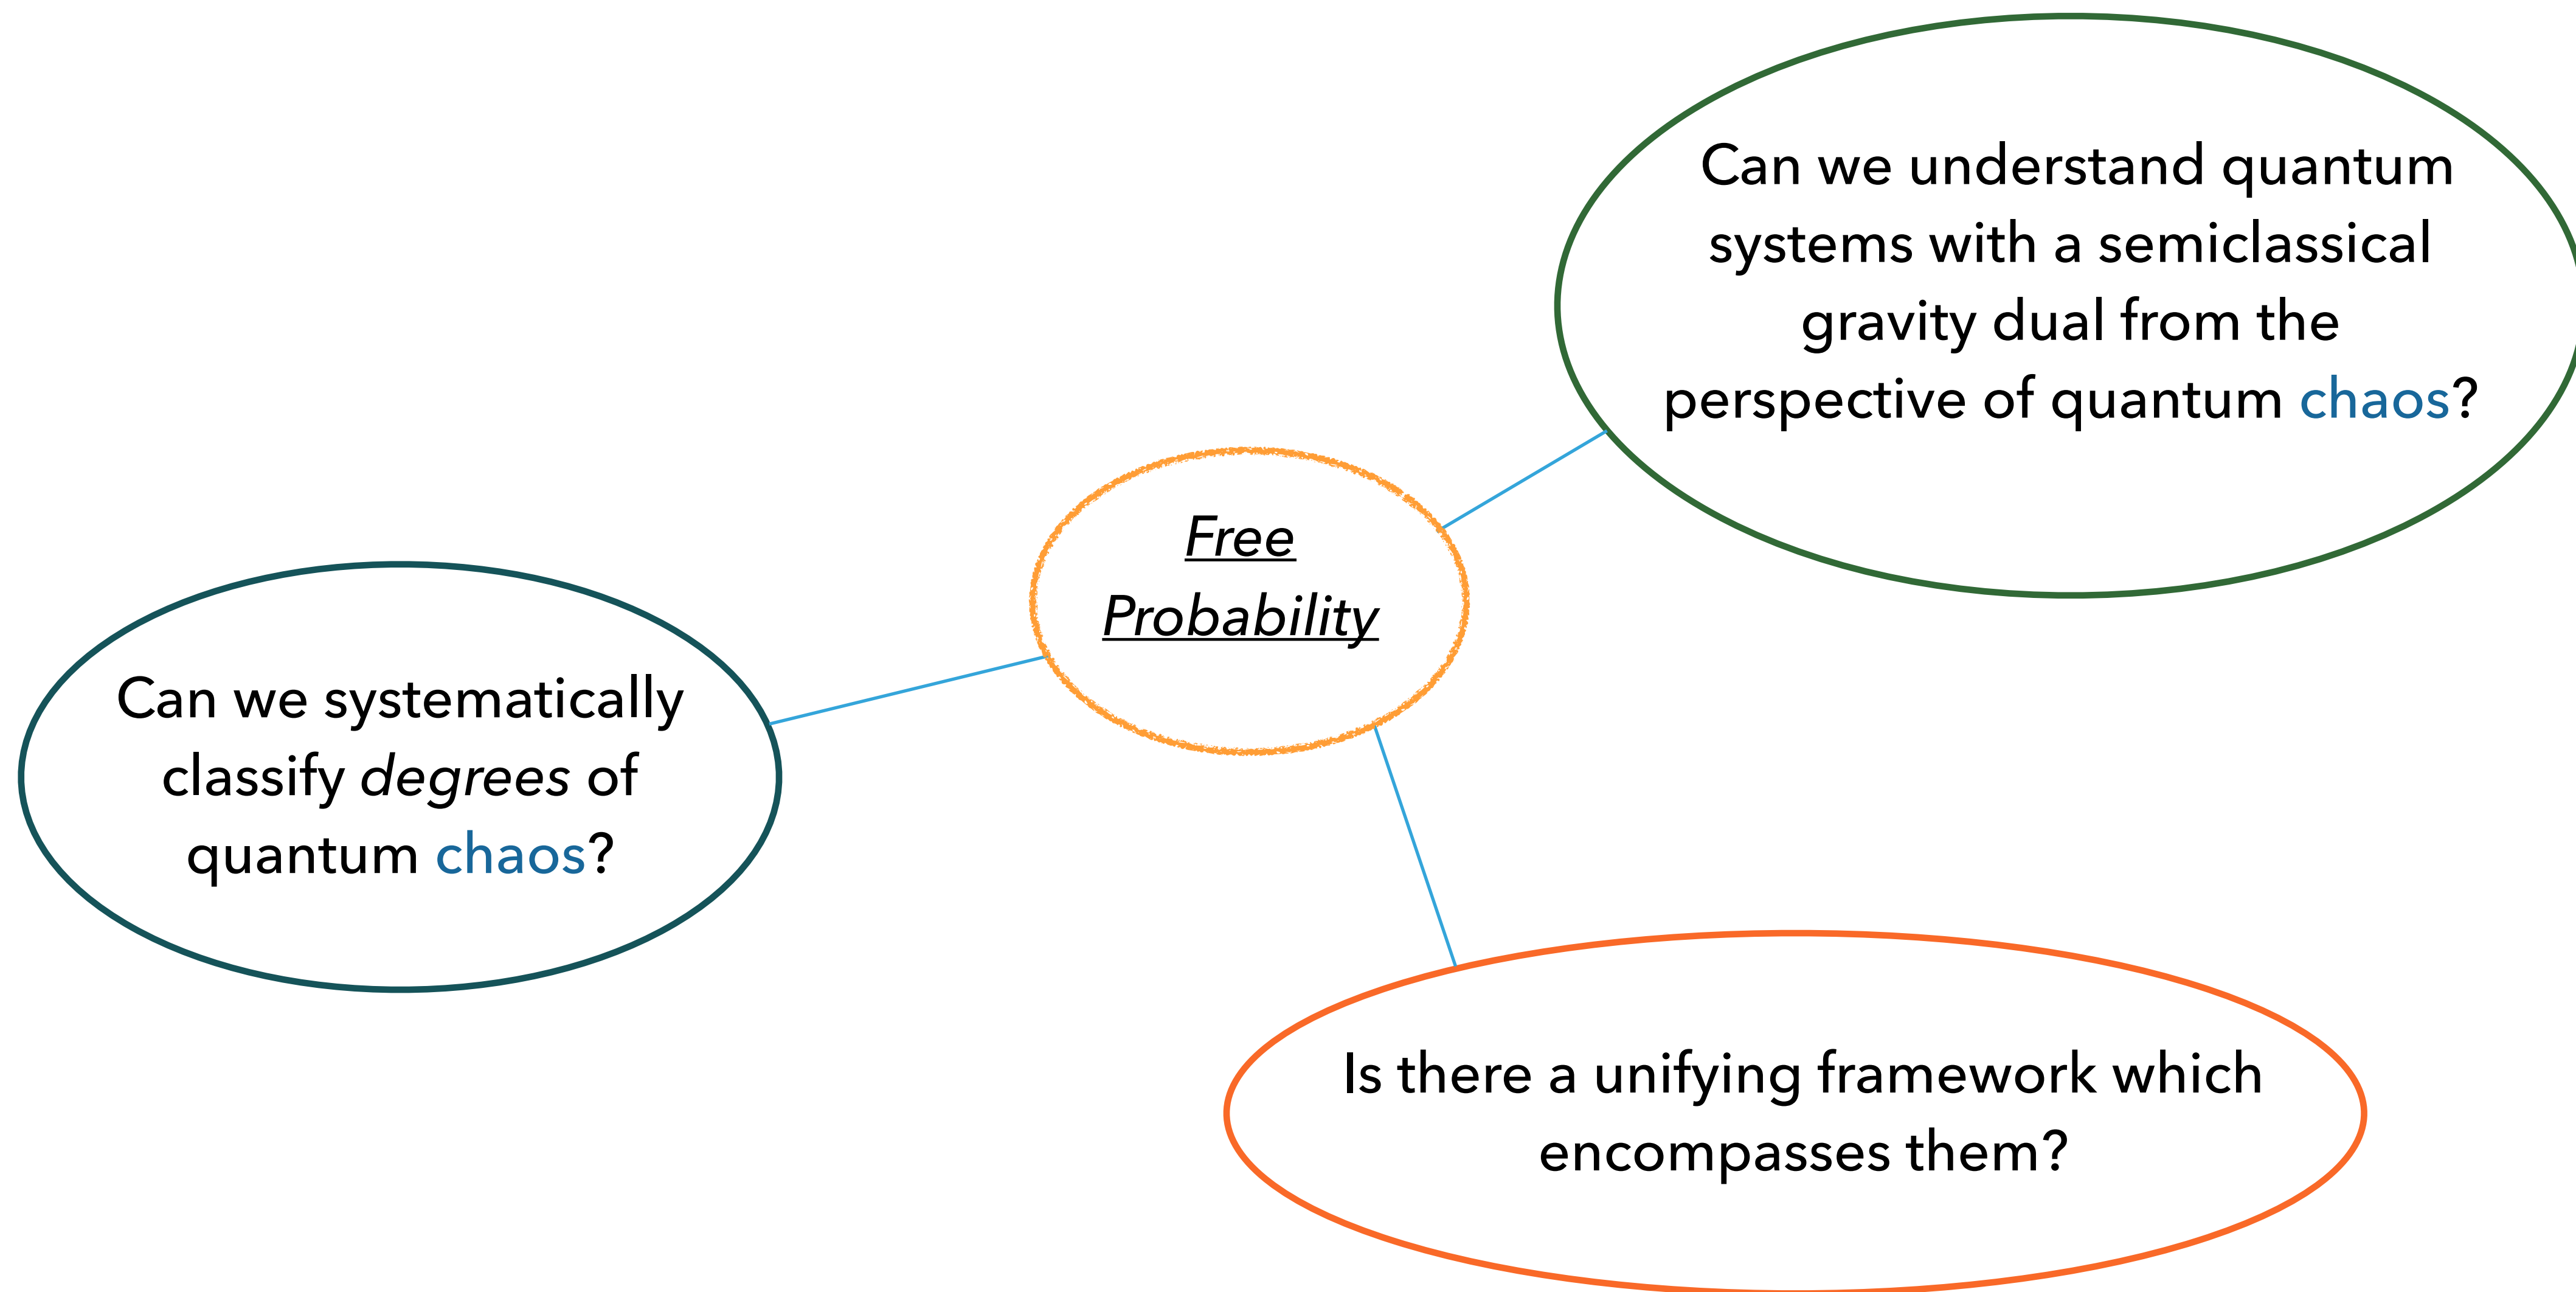 Can we understand quantum
systems with a semiclassical
gravity dual from the
perspective of quantum chaos?
Free
Probability
Can we systematically
classify degrees of
quantum chaos?
Is there a unifying framework which
encompasses them?